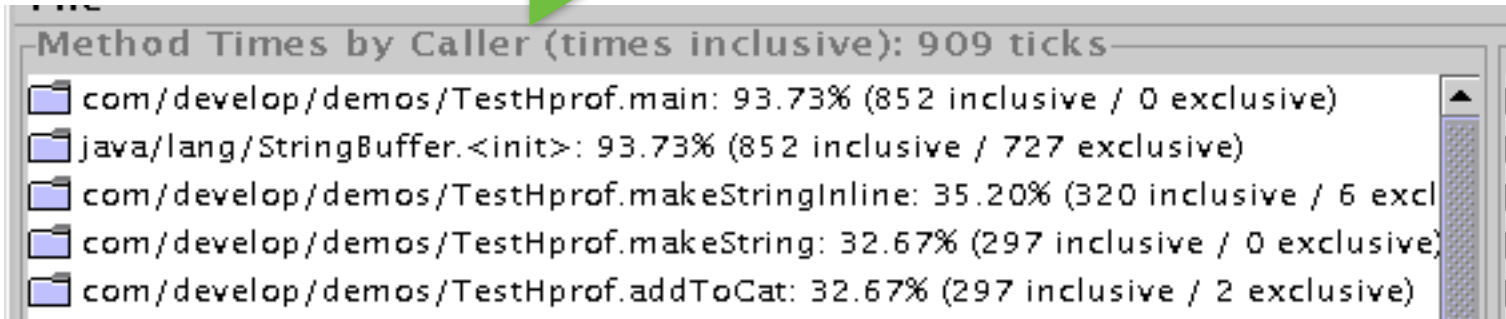 Method Times by Caller (times inclusive): 909 ticks
com/develop/demos/TestHprof.main: 93.73% (852 inclusive / 0 exclusive)
java/lang/StringBuffer.<init>: 93.73% (852 inclusive / 727 exclusive)
com/develop/demos/TestHprof.makeStringInline: 35.20% (320 inclusive / 6 excl
com/develop/demos/TestHprof.makeString: 32.67% (297 inclusive / 0 exclusive)
com/develop/demos/TestHprof.addToCat: 32.67% (297 inclusive / 2 exclusive)